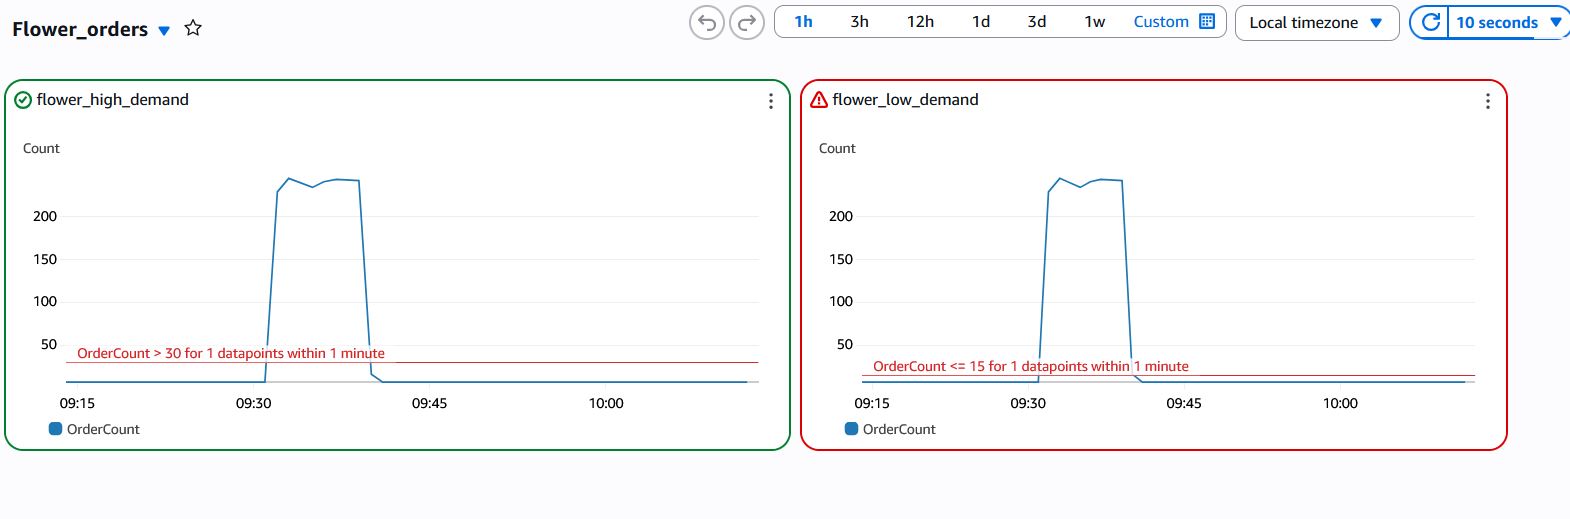 Flower_orders
1h 3h 12h 1d 3d 1w Custom
Local timezone
10 seconds
flower_high_demand
Count
200
150
100
50
OrderCount > 30 for 1 datapoints within 1 minute
09:15 09:30 09:45 10:00
OrderCount
flower_low_demand
Count
200
150
100
50
OrderCount <= 15 for 1 datapoints within 1 minute
09:15 09:30 09:45 10:00
OrderCount